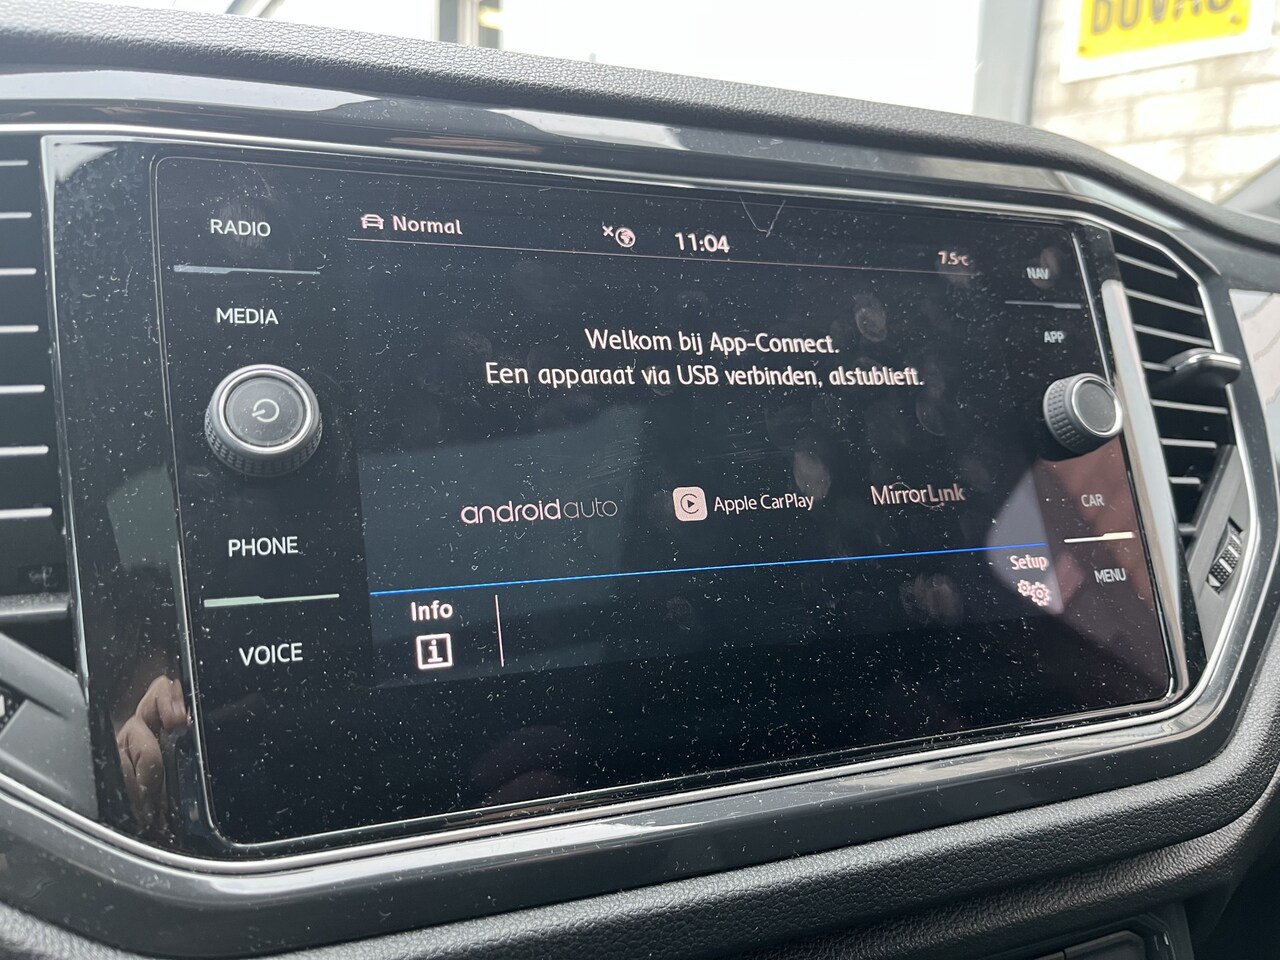 BOVAG
RADIO
MEDIA
PHONE
VOICE
Normal
11:04
7.5°C
Welkom bij App-Connect.
Een apparaat via USB verbinden, alstublieft.
androidauto
Apple CarPlay
MirrorLink
Info
Setup
NAV
APP
CAR
MENU